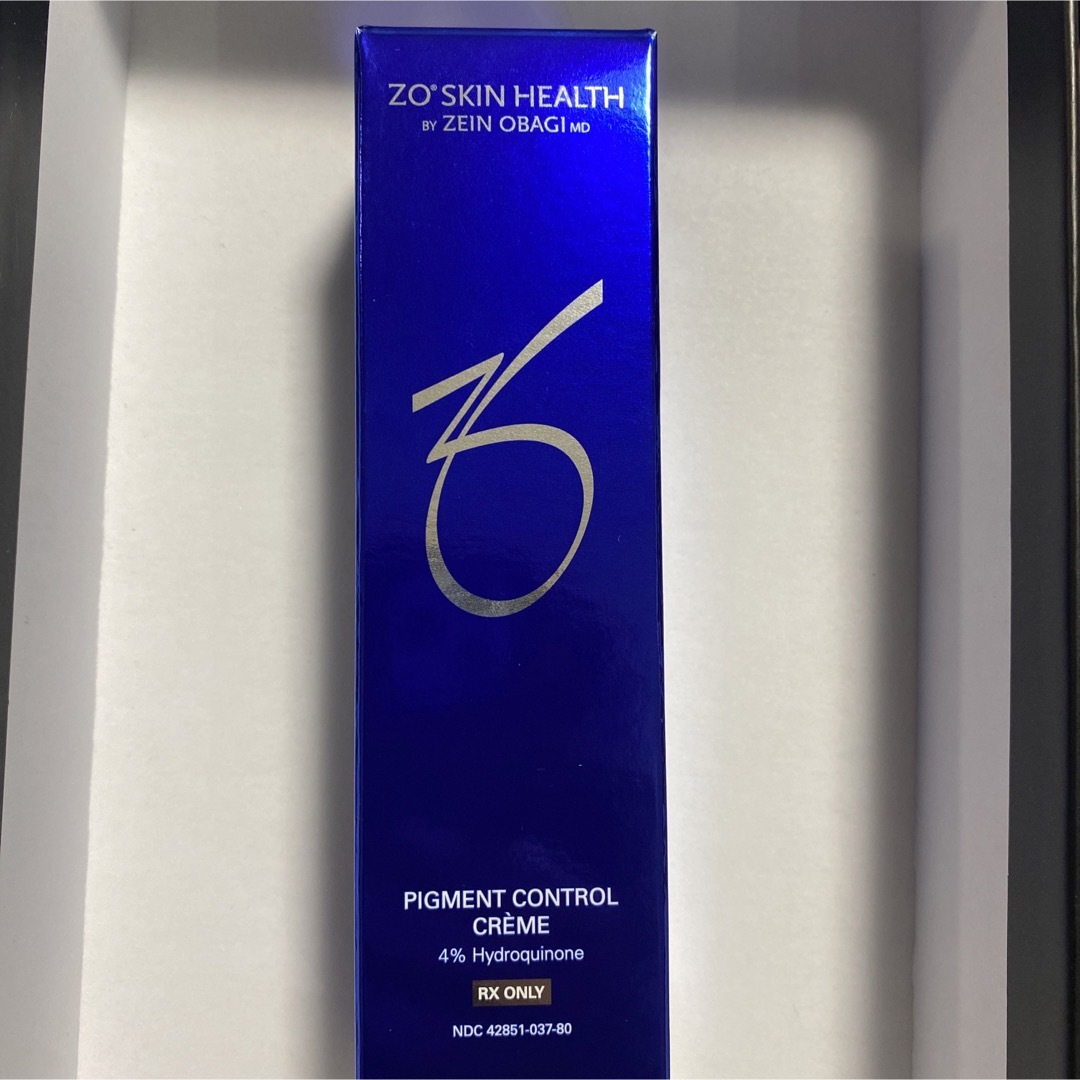 ZO® SKIN HEALTH
BY ZEIN OBAGI MD
PIGMENT CONTROL
CRÈME
4% Hydroquinone
RX ONLY
NDC 42851-037-80